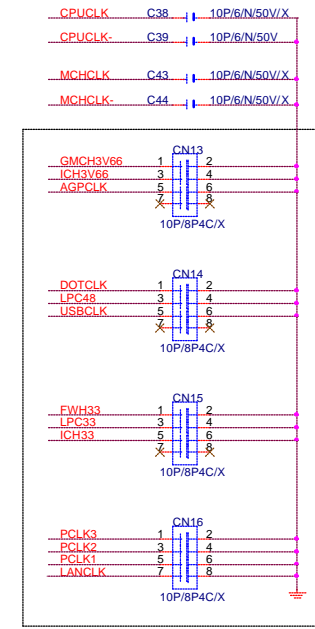 CPUCLK C38 10P/6/N/50V/X
CPUCLK- C39 10P/6/N/50V
MCHCLK C43 10P/6/N/50V/X
MCHCLK- C44 10P/6/N/50V/X
CN13
GMCH3V66 1 2
ICH3V66 3 4
AGPCLK 5 6
7 8
10P/8P4C/X
CN14
DOTCLK 1 2
LPC48 3 4
USBCLK 5 6
7 8
10P/8P4C/X
CN15
FWH33 1 2
LPC33 3 4
ICH33 5 6
7 8
10P/8P4C/X
CN16
PCLK3 1 2
PCLK2 3 4
PCLK1 5 6
LANCLK 7 8
10P/8P4C/X